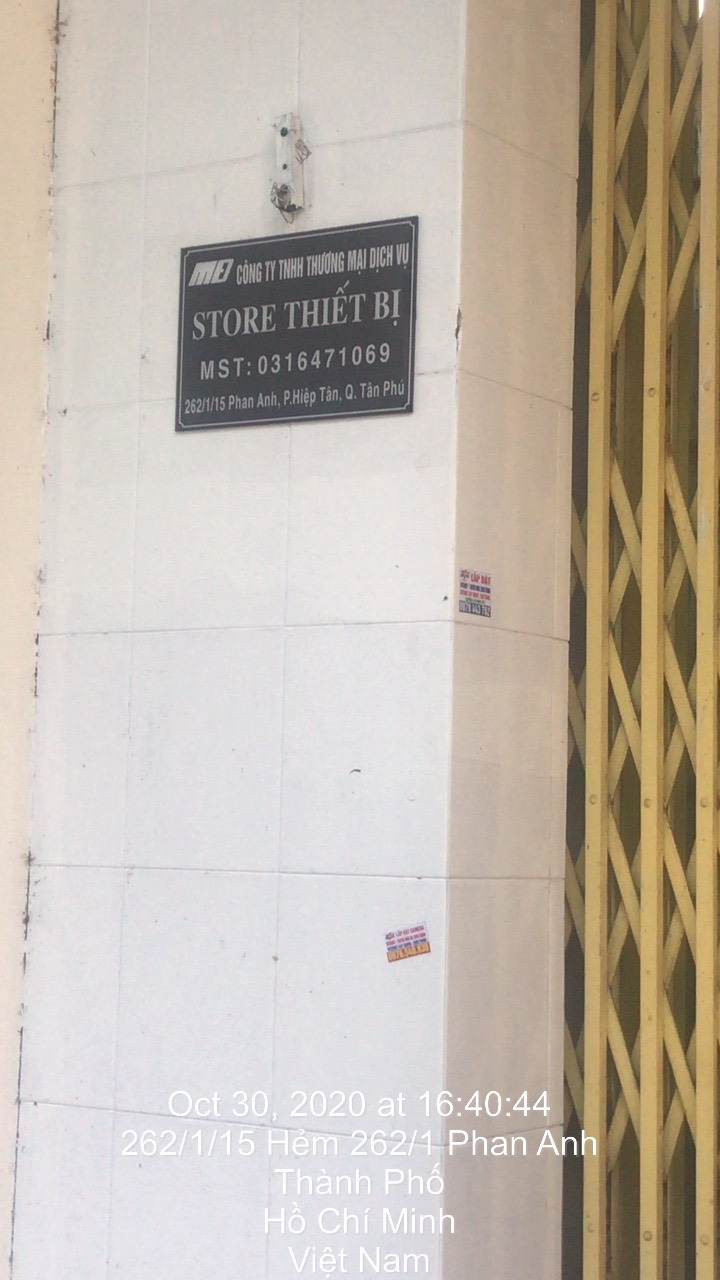 CÔNG TY TNHH THƯƠNG MẠI DỊCH VỤ
STORE THIẾT BỊ
MST: 0316471069
262/1/15 Phan Anh, P.Hiệp Tân, Q. Tân Phú
LẮP ĐẶT
Oct 30, 2020 at 16:40:44
262/1/15 Hẻm 262/1 Phan Anh
Thành Phố
Hồ Chí Minh
Việt Nam